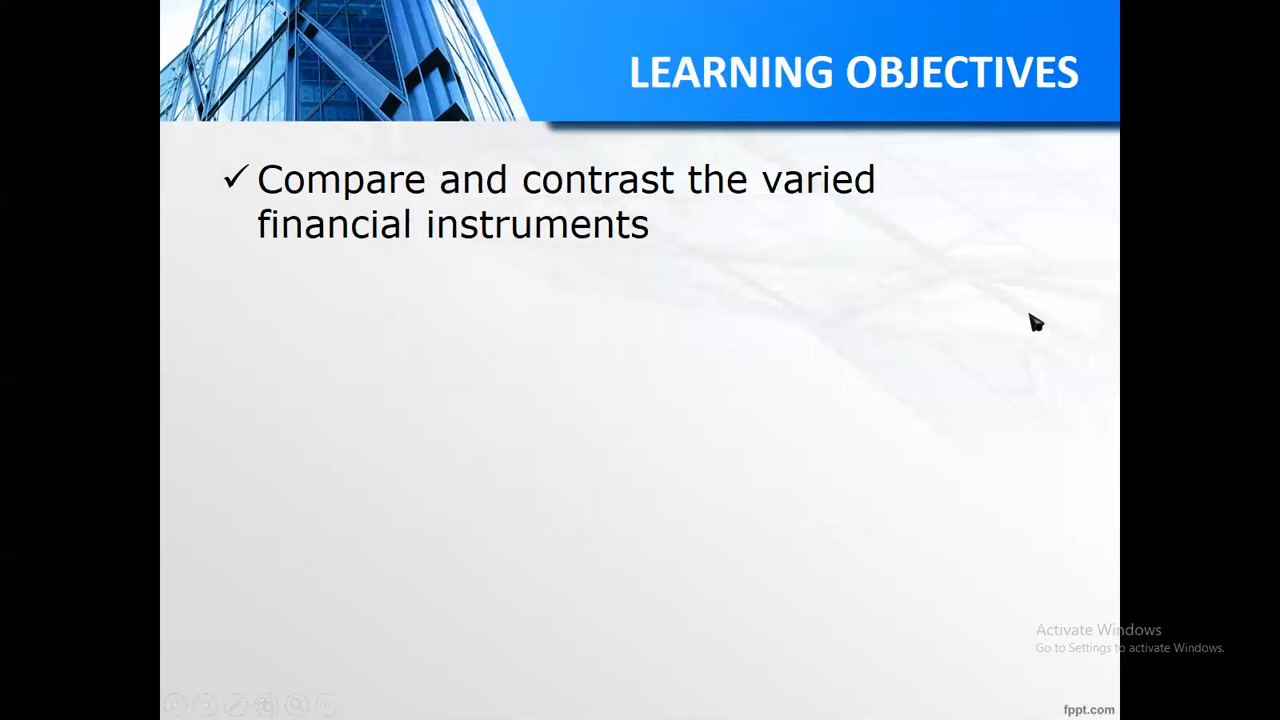 LEARNING OBJECTIVES
✓ Compare and contrast the varied
financial instruments
Activate Windows
Go to Settings to activate Windows.
fppt.com